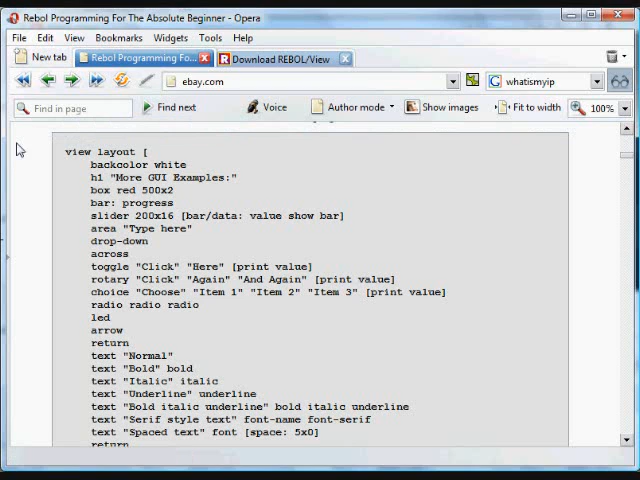 Rebol Programming For The Absolute Beginner - Opera
File Edit View Bookmarks Widgets Tools Help
New tab Rebol Programming Fo... Download REBOL/View
ebay.com whatismyip
Find in page Find next Voice Author mode Show images Fit to width 100%
view layout [
backcolor white
h1 "More GUI Examples:"
box red 500x2
bar: progress
slider 200x16 [bar/data: value show bar]
area "Type here"
drop-down
across
toggle "Click" "Here" [print value]
rotary "Click" "Again" "And Again" [print value]
choice "Choose" "Item 1" "Item 2" "Item 3" [print value]
radio radio radio
led
arrow
return
text "Normal"
text "Bold" bold
text "Italic" italic
text "Underline" underline
text "Bold italic underline" bold italic underline
text "Serif style text" font-name font-serif
text "Spaced text" font [space: 5x0]
return